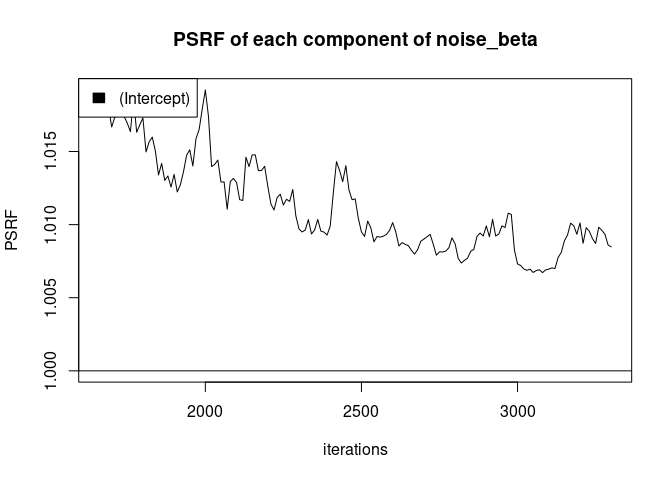 PSRF of each component of noise_beta
(Intercept)
PSRF
1.015
1.010
1.005
1.000
2000 2500 3000
iterations